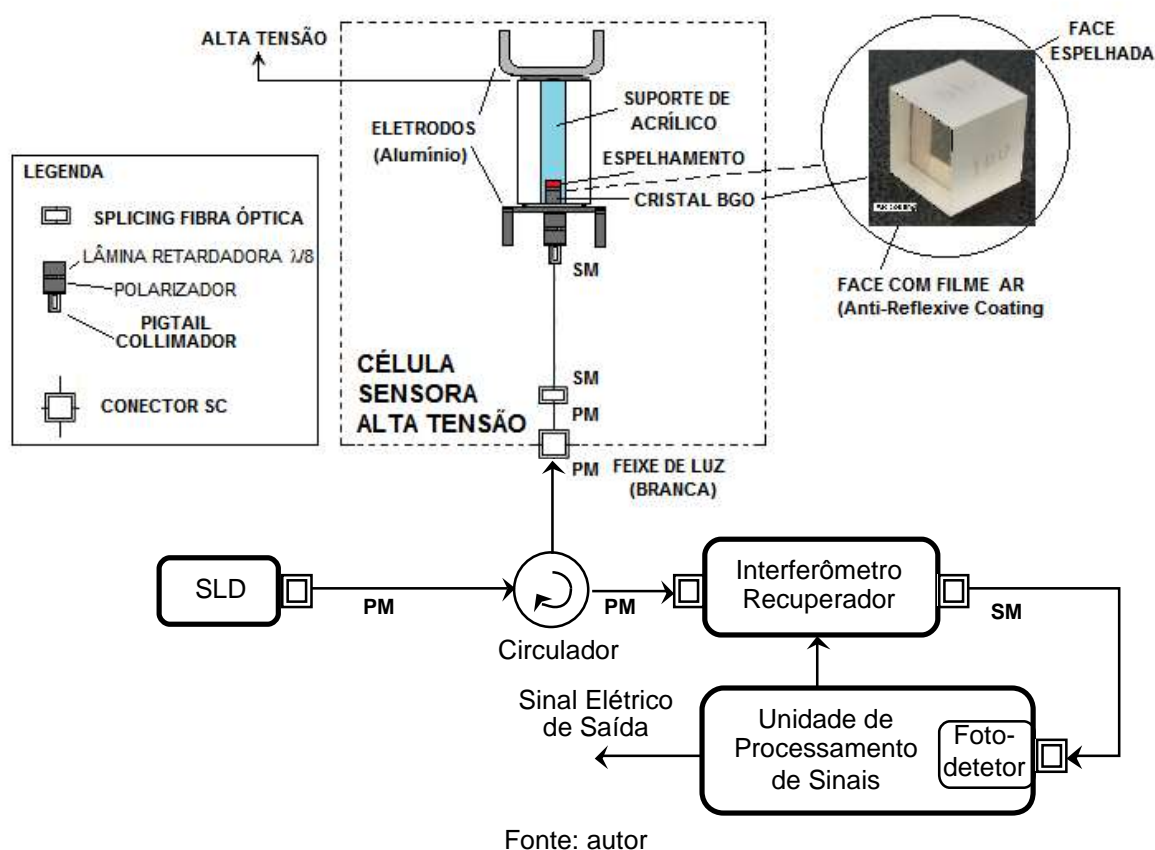 ALTA TENSÃO
ELETRODOS
(Alumínio)
SUPORTE DE
ACRÍLICO
ESPELHAMENTO
CRISTAL BGO
FACE
ESPELHADA
FACE COM FILME AR
(Anti-Reflexive Coating
LEGENDA
SPLICING FIBRA ÓPTICA
LÂMINA RETARDADORA λ/8
POLARIZADOR
PIGTAIL
COLLIMADOR
CONECTOR SC
SM
CÉLULA
SENSORA
ALTA TENSÃO
SM
PM
PM
FEIXE DE LUZ
(BRANCA)
SLD
PM
Circulador
PM
Interferômetro
Recuperador
SM
Sinal Elétrico
de Saída
Unidade de
Processamento
de Sinais
Foto-
detetor
Fonte: autor